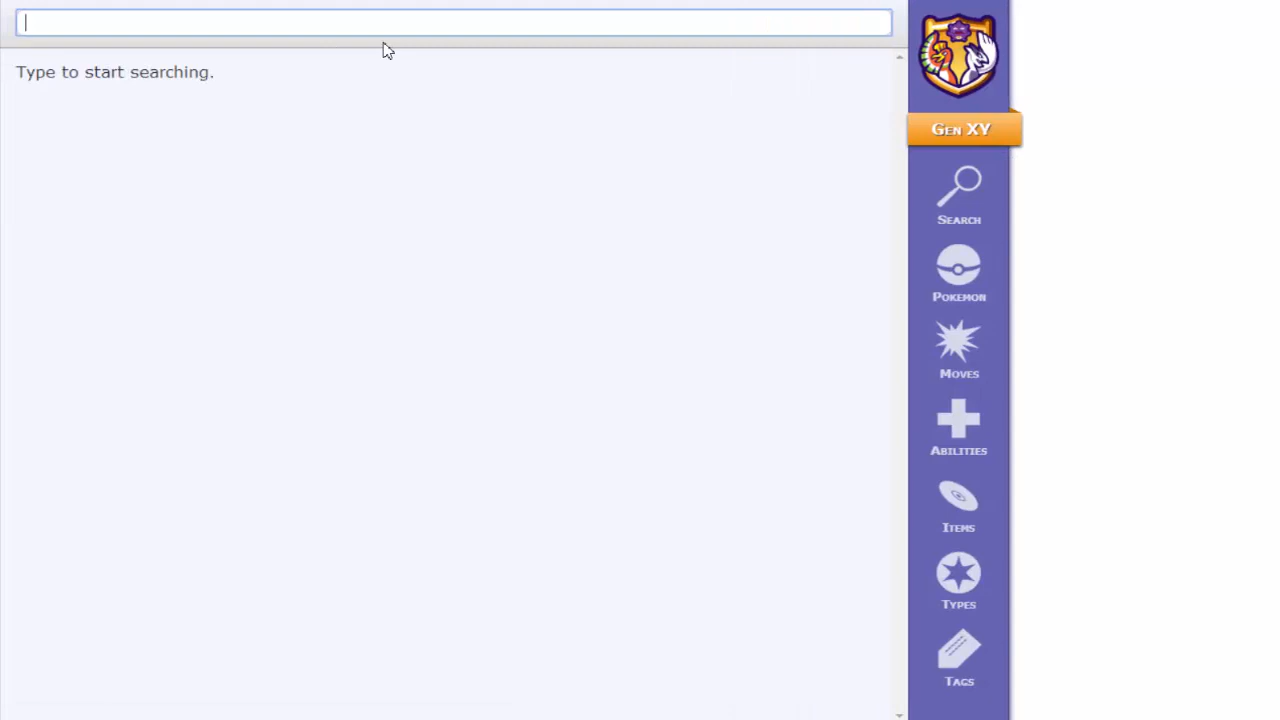 Type to start searching.
Gen XY
Search
Pokemon
Moves
Abilities
Items
Types
Tags